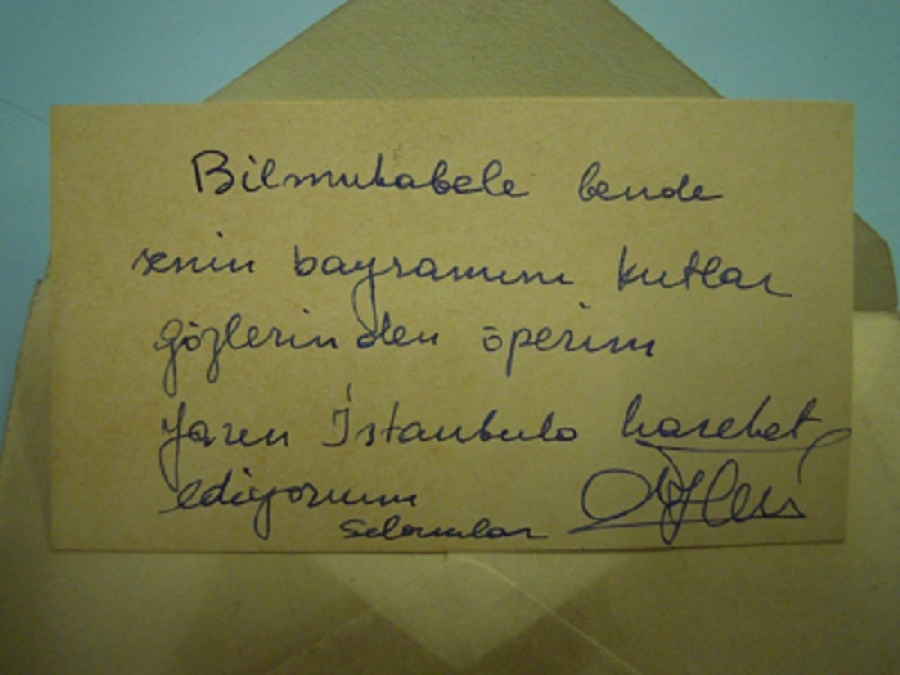 Bilmukabele bende
senin bayramını kutlar
gözlerinden öperim
Yarın İstanbula hareket
ediyorum
Selamlar